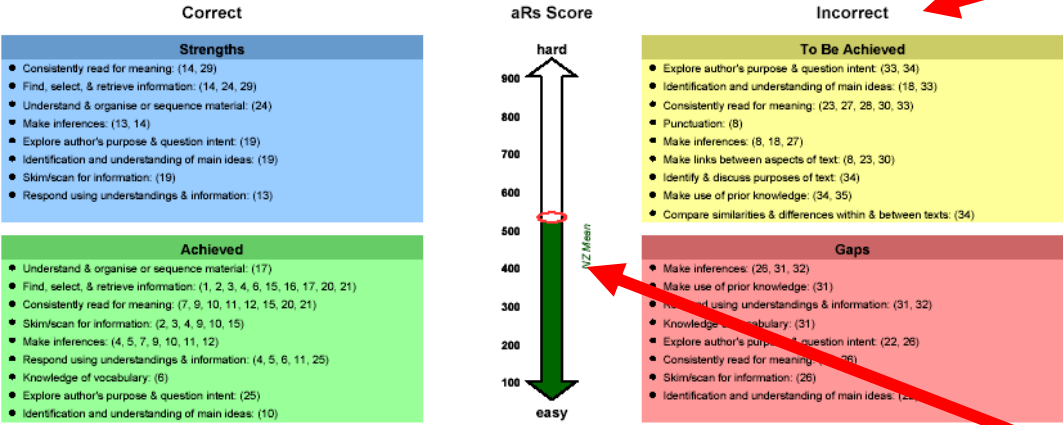 Correct
aRs Score
Incorrect
Strengths
Consistently read for meaning: (14, 29)
Find, select, & retrieve information: (14, 24, 29)
Understand & organise or sequence material: (24)
Make inferences: (13, 14)
Explore author's purpose & question intent: (19)
Identification and understanding of main ideas: (19)
Skim/scan for information: (19)
Respond using understandings & information: (13)
Achieved
Understand & organise or sequence material: (17)
Find, select, & retrieve information: (1, 2, 3, 4, 6, 15, 16, 17, 20, 21)
Consistently read for meaning: (7, 9, 10, 11, 12, 15, 20, 21)
Skim/scan for information: (2, 3, 4, 9, 10, 15)
Make inferences: (4, 5, 7, 9, 10, 11, 12)
Respond using understandings & information: (4, 5, 6, 11, 25)
Knowledge of vocabulary: (6)
Explore author's purpose & question intent: (25)
Identification and understanding of main ideas: (10)
hard
900
800
700
600
500
400
300
200
100
easy
NZ Mean
To Be Achieved
Explore author's purpose & question intent: (33, 34)
Identification and understanding of main ideas: (18, 33)
Consistently read for meaning: (23, 27, 28, 30, 33)
Punctuation: (8)
Make inferences: (8, 18, 27)
Make links between aspects of text: (8, 23, 30)
Identify & discuss purposes of text: (34)
Make use of prior knowledge: (34, 35)
Compare similarities & differences within & between texts: (34)
Gaps
Make inferences: (26, 31, 32)
Make use of prior knowledge: (31)
using understandings & information: (31, 32)
Knowledge (31)
Explore author's question intent: (22, 26)
Consistently read for meaning: 26)
Skim/scan for information: (26)
Identification and understanding of main ideas: